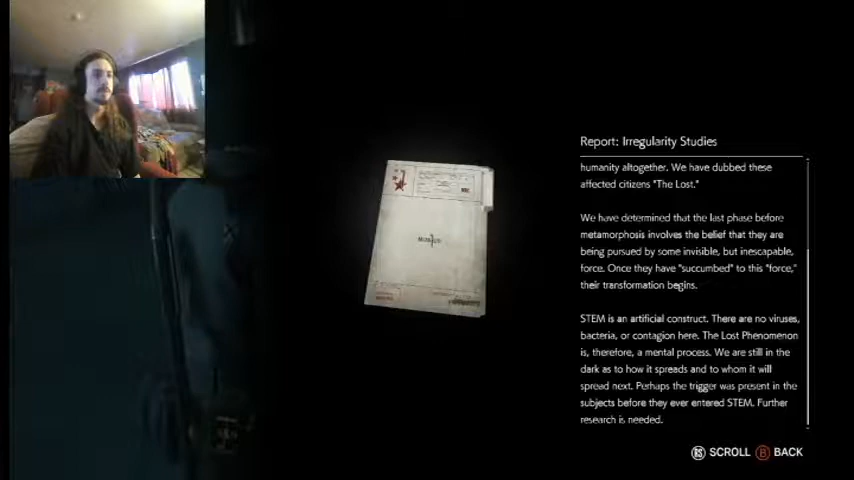 Report: Irregularity Studies
humanity altogether. We have dubbed these
affected citizens "The Lost."
We have determined that the last phase before
metamorphosis involves the belief that they are
being pursued by some invisible, but inescapable,
force. Once they have "succumbed" to this "force,"
their transformation begins.
STEM is an artificial construct. There are no viruses,
bacteria, or contagion here. The Lost Phenomenon
is, therefore, a mental process. We are still in the
dark as to how it spreads and to whom it will
spread next. Perhaps the trigger was present in the
subjects before they ever entered STEM. Further
research is needed.
RS SCROLL B BACK